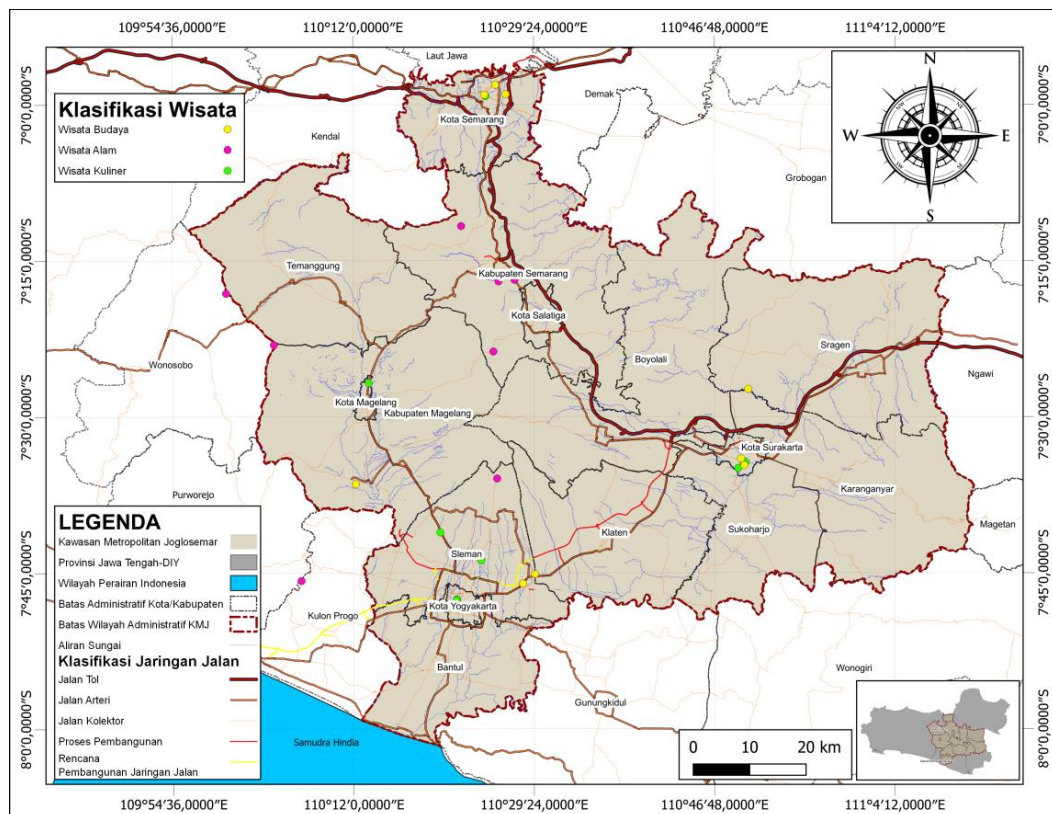 109°54′36,0000″E 110°12′0,0000″E 110°29′24,0000″E 110°46′48,0000″E 111°4′12,0000″E
7°0′0,0000″S
7°15′0,0000″S
7°30′0,0000″S
7°45′0,0000″S
8°0′0,0000″S
Klasifikasi Wisata
Wisata Budaya
Wisata Alam
Wisata Kuliner
Laut Jawa
Demak
Kota Semarang
Kendal
Grobogan
Temanggung
Kabupaten Semarang
Kota Salatiga
Wonosobo
Boyolali
Sragen
Ngawi
Kota Magelang
Kabupaten Magelang
Kota Surakarta
Karanganyar
Purworejo
Magetan
Sukoharjo
Klaten
Sleman
Kota Yogyakarta
Kulon Progo
Bantul
Wonogiri
Gunungkidul
Samudra Hindia
N
E
S
W
NW
NE
SW
SE
LEGENDA
Kawasan Metropolitan Joglosemar
Provinsi Jawa Tengah-DIY
Wilayah Perairan Indonesia
Batas Administratif Kota/Kabupaten
Batas Wilayah Administratif KMJ
Aliran Sungai
Klasifikasi Jaringan Jalan
Jalan Tol
Jalan Arteri
Jalan Kolektor
Proses Pembangunan
Rencana
Pembangunan Jaringan Jalan
0 10 20 km
7°0′0,0000″S
7°15′0,0000″S
7°30′0,0000″S
7°45′0,0000″S
8°0′0,0000″S
109°54′36,0000″E 110°12′0,0000″E 110°29′24,0000″E 110°46′48,0000″E 111°4′12,0000″E